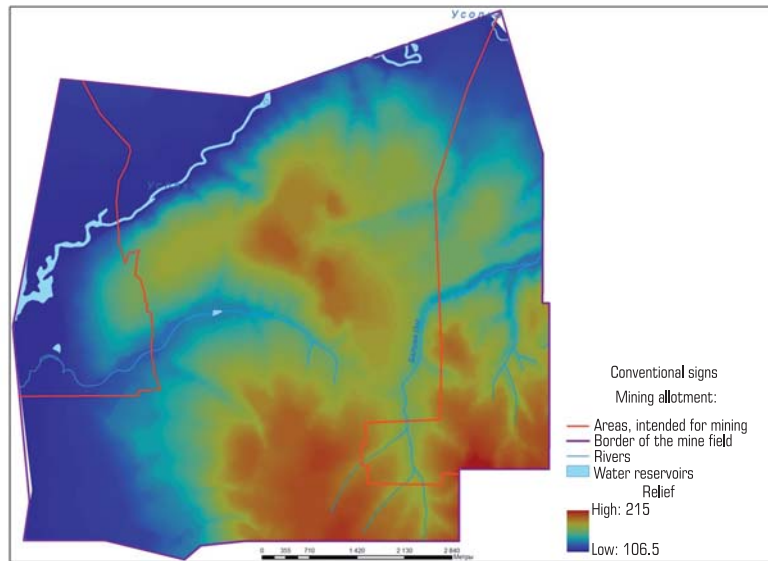 Conventional signs
Mining allotment:
Areas, intended for mining
Border of the mine field
Rivers
Water reservoirs
Relief
High: 215
Low: 106.5
0 355 710 1 420 2 130 2 840
Метры